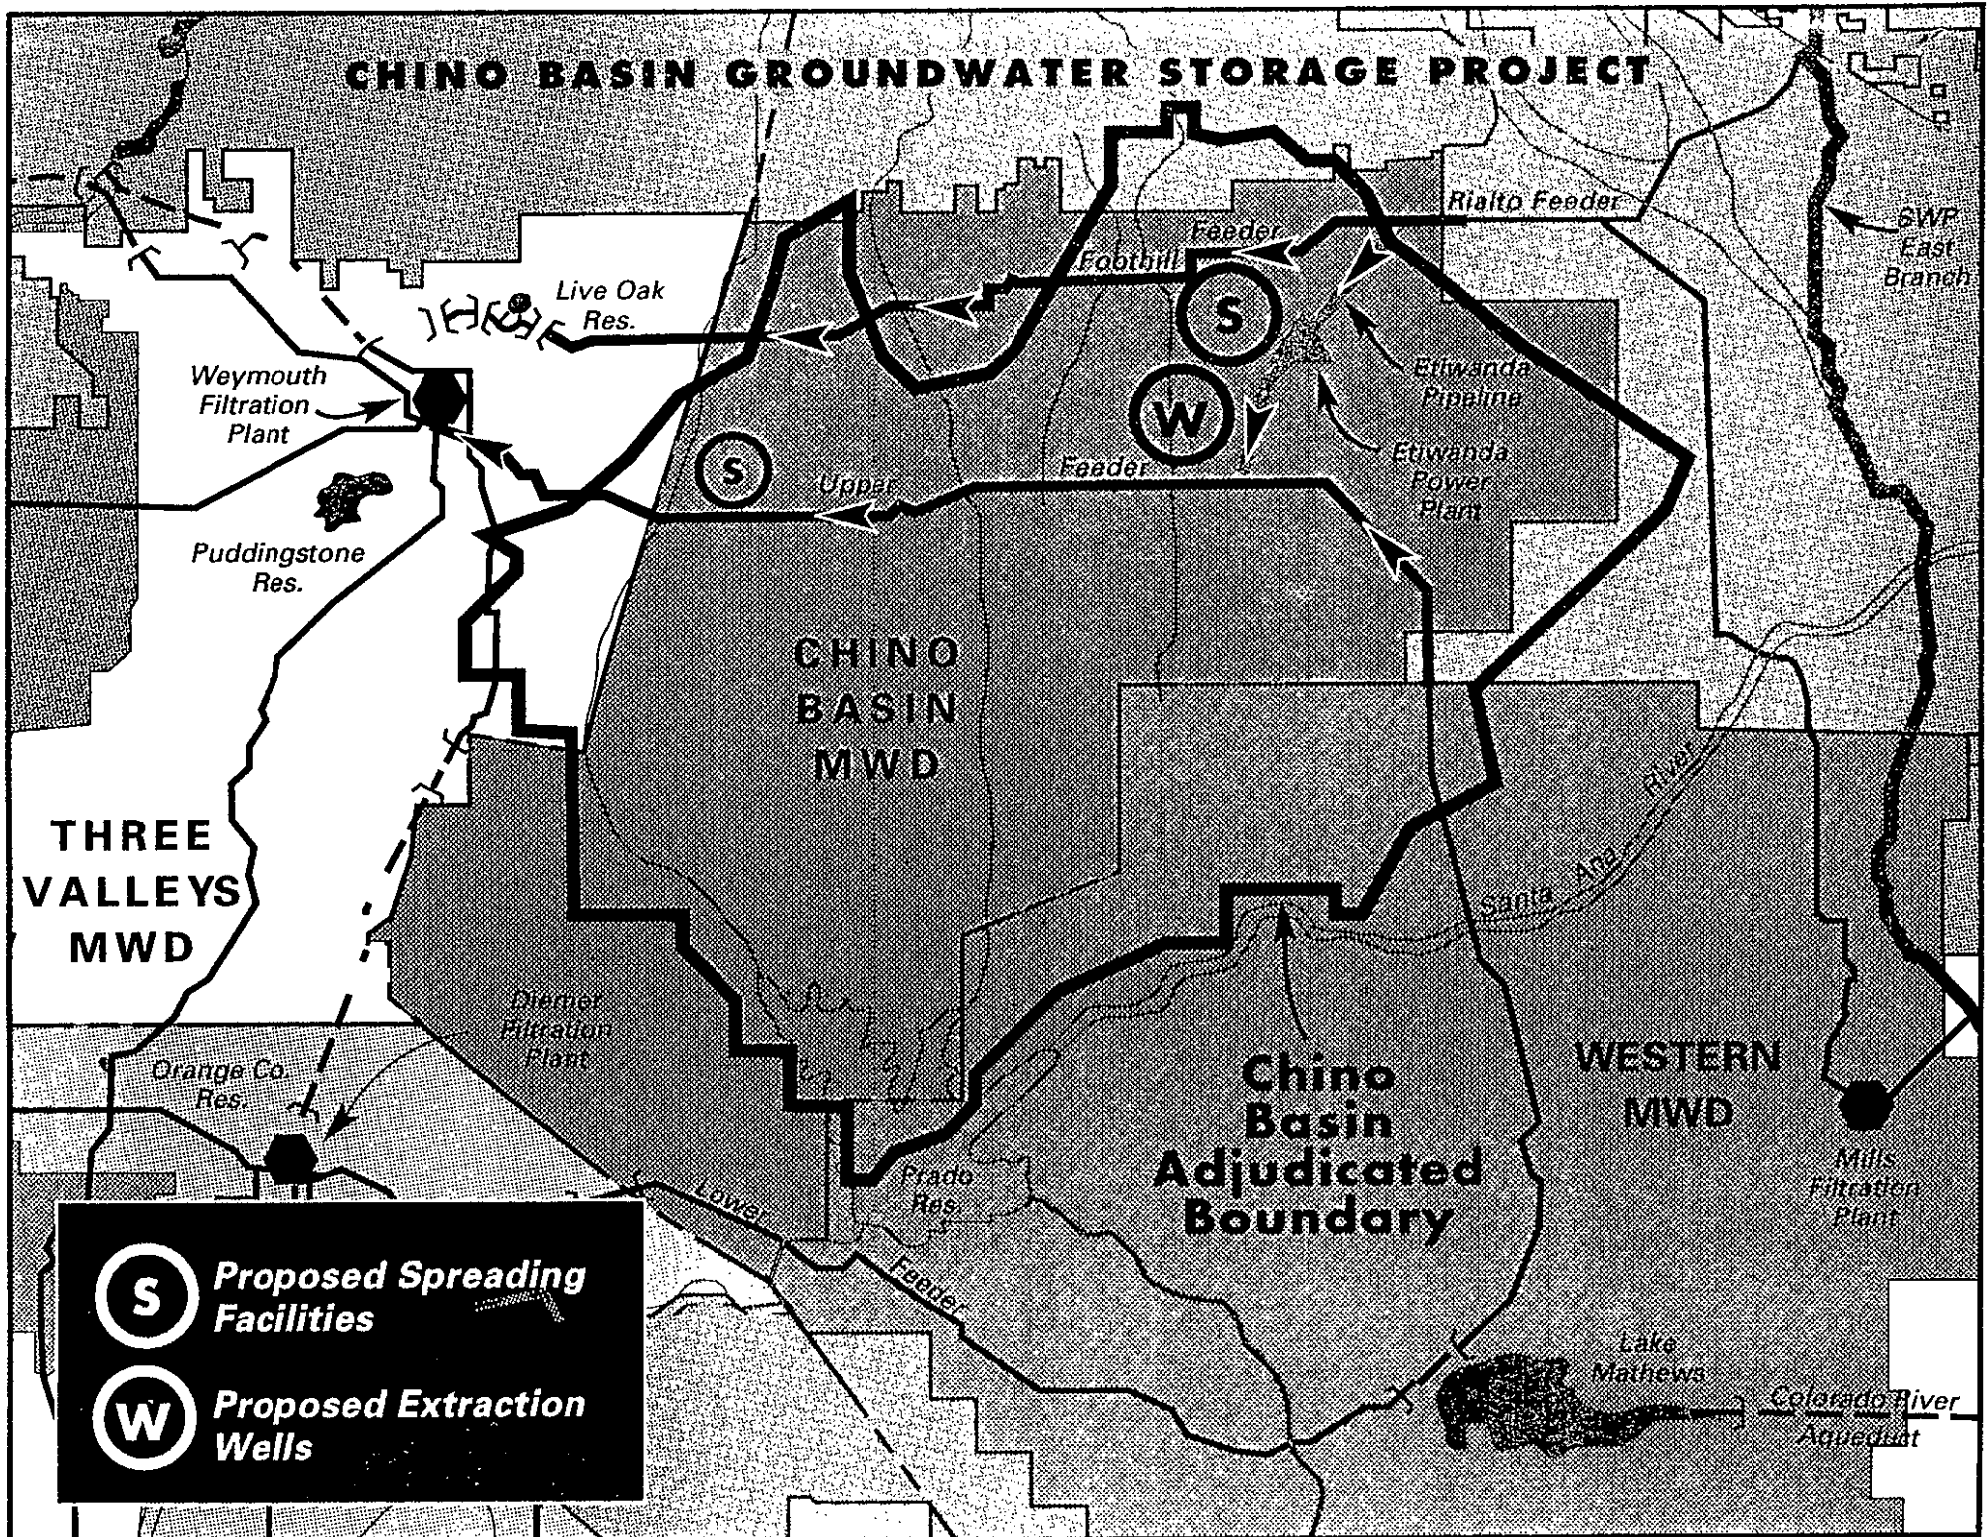 CHINO BASIN GROUNDWATER STORAGE PROJECT
Rialto Feeder
SWP
East
Branch
Feeder
Foothill
Live Oak
Res.
S
Etiwanda
Pipeline
Weymouth
Filtration
Plant
W
S
Etiwanda
Power
Plant
Upper
Feeder
Puddingstone
Res.
CHINO
BASIN
MWD
THREE
VALLEYS
MWD
Santa Ana River
Diemer
Filtration
Plant
Orange Co.
Res.
Chino
Basin
Adjudicated
Boundary
WESTERN
MWD
Mills
Filtration
Plant
Prado
Res.
Lower
Feeder
Lake
Mathews
Colorado River
Aqueduct
S
Proposed Spreading
Facilities
W
Proposed Extraction
Wells